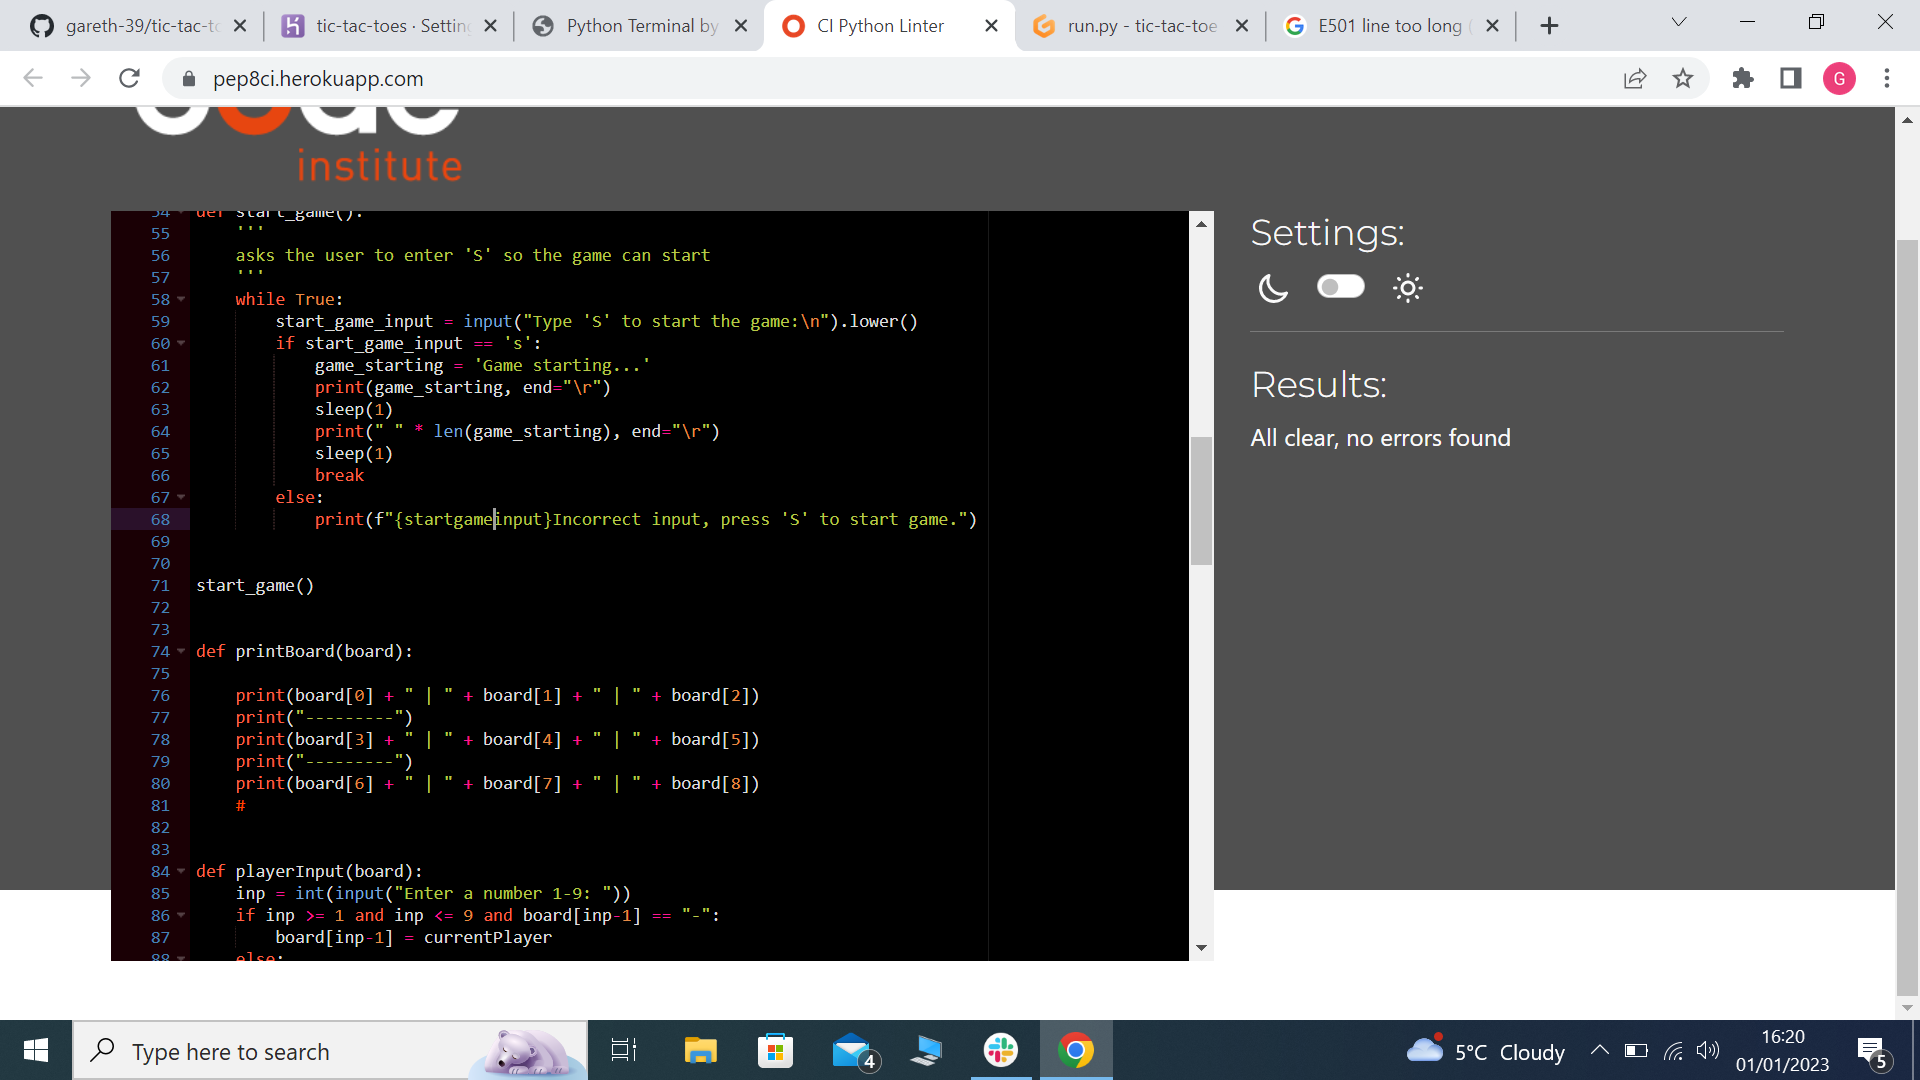 gareth-39/tic-tac-to
tic-tac-toes · Setting
Python Terminal by
CI Python Linter
run.py - tic-tac-toe
E501 line too long (
pep8ci.herokuapp.com
G
code
institute
54 def start_game():
55 '''
56 asks the user to enter 'S' so the game can start
57 '''
58 while True:
59 start_game_input = input("Type 'S' to start the game:\n").lower()
60 if start_game_input == 's':
61 game_starting = 'Game starting...'
62 print(game_starting, end="\r")
63 sleep(1)
64 print(" " * len(game_starting), end="\r")
65 sleep(1)
66 break
67 else:
68 print(f"{startgameinput}Incorrect input, press 'S' to start game.")
69
70
71 start_game()
72
73
74 def printBoard(board):
75
76 print(board[0] + " | " + board[1] + " | " + board[2])
77 print("---------")
78 print(board[3] + " | " + board[4] + " | " + board[5])
79 print("---------")
80 print(board[6] + " | " + board[7] + " | " + board[8])
81 #
82
83
84 def playerInput(board):
85 inp = int(input("Enter a number 1-9: "))
86 if inp >= 1 and inp <= 9 and board[inp-1] == "-":
87 board[inp-1] = currentPlayer
88 else:
Settings:
Results:
All clear, no errors found
Type here to search
4
5°C Cloudy
16:20
01/01/2023
5